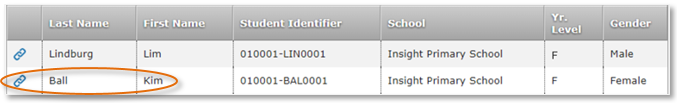 Last Name First Name Student Identifier School Yr. Level Gender
Lindburg Lim 010001-LIN0001 Insight Primary School F Male
Ball Kim 010001-BAL0001 Insight Primary School F Female